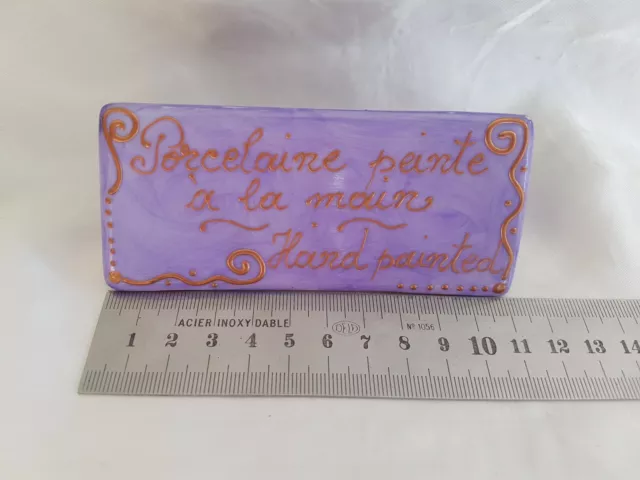 Porcelaine peinte
à la main
Hand painted
ACIER INOXYDABLE
N° 1056
1 2 3 4 5 6 7 8 9 10 11 12 13 14